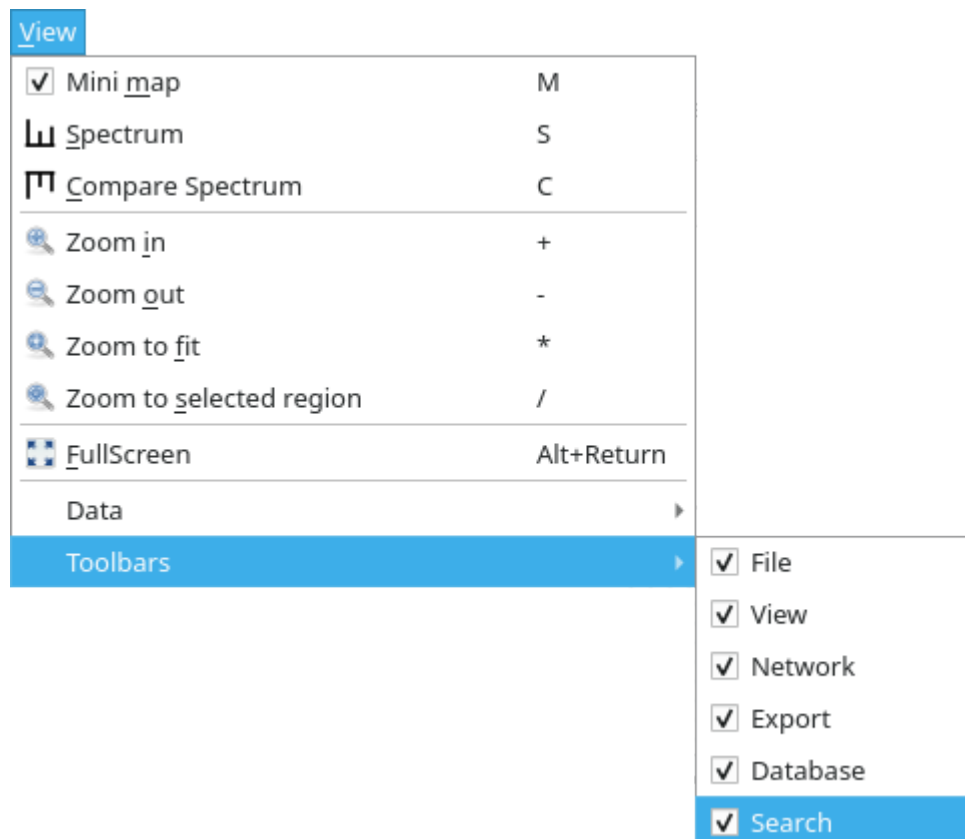 View
Mini map M
Spectrum S
Compare Spectrum C
Zoom in +
Zoom out -
Zoom to fit *
Zoom to selected region /
FullScreen Alt+Return
Data
Toolbars
File
View
Network
Export
Database
Search